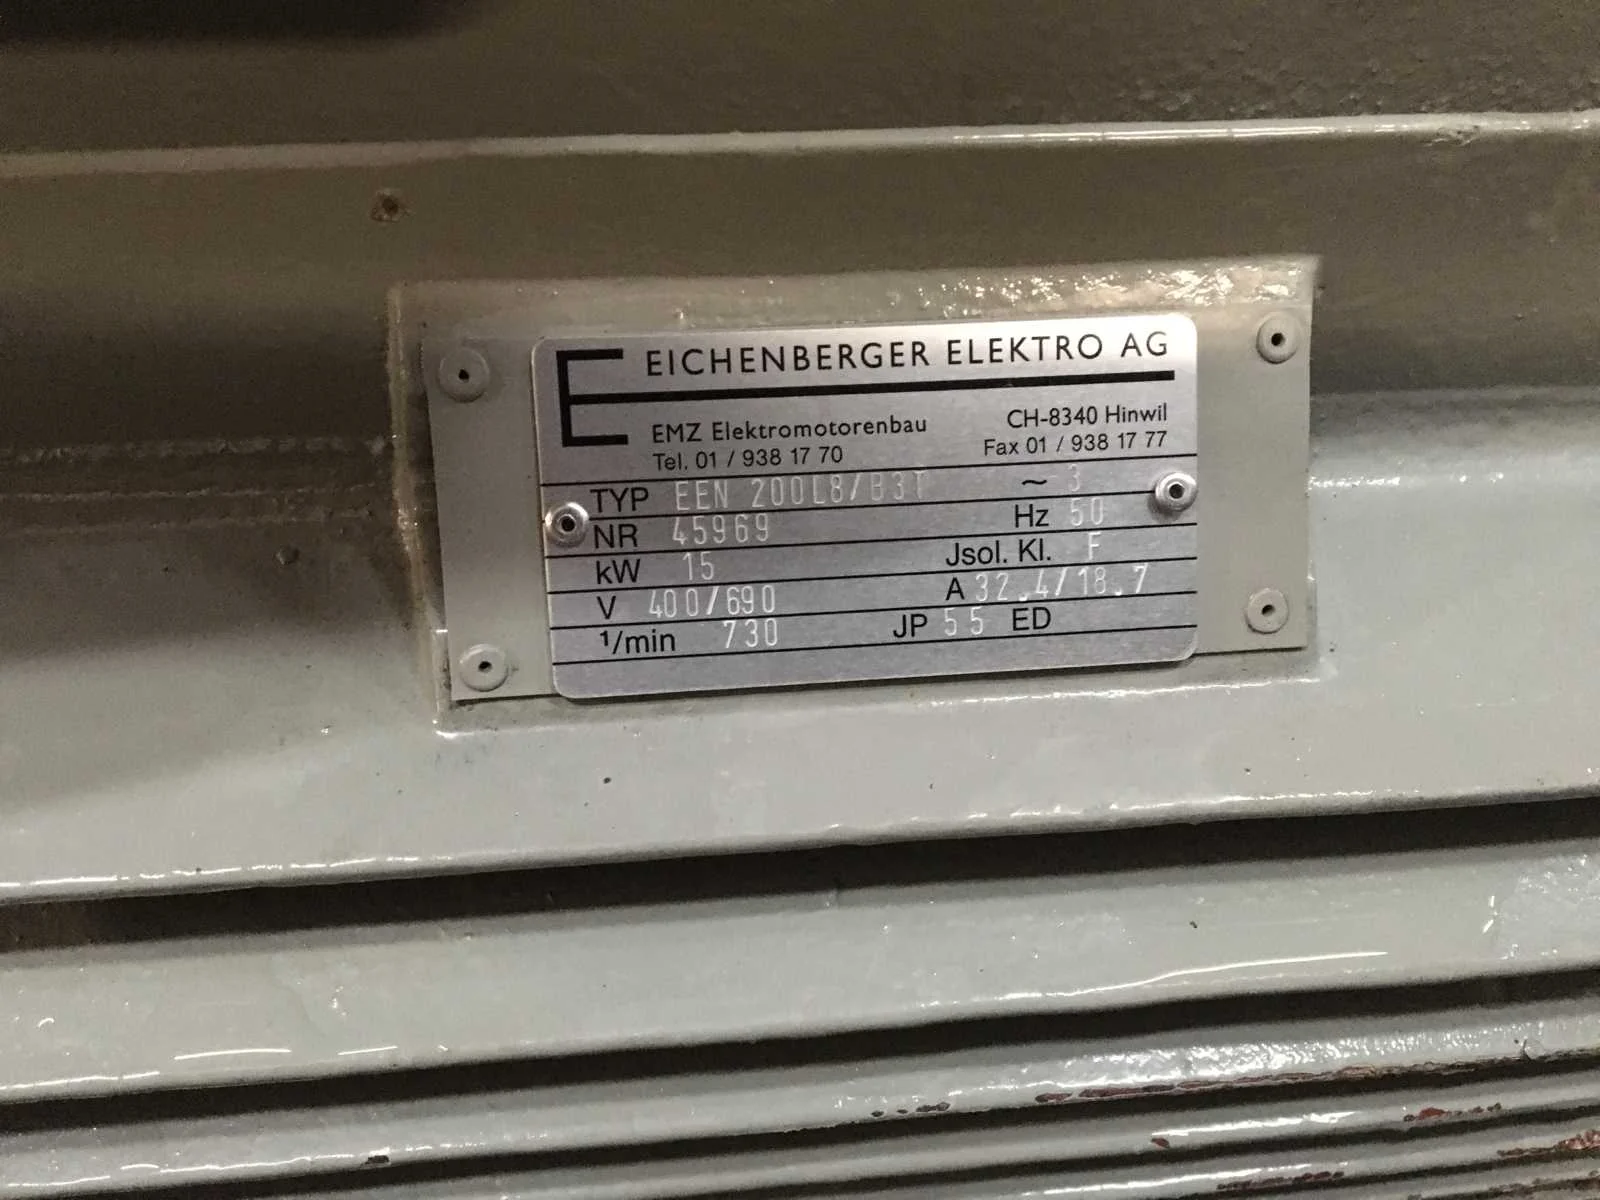 EICHENBERGER ELEKTRO AG
EMZ Elektromotorenbau CH-8340 Hinwil
Tel. 01 / 938 17 70 Fax 01 / 938 17 77
TYP EEN 200L8/B3T ~ 3
NR 45969 Hz 50
kW 15 Jsol. Kl. F
V 400/690 A 32.4/18.7
1/min 730 JP 55 ED